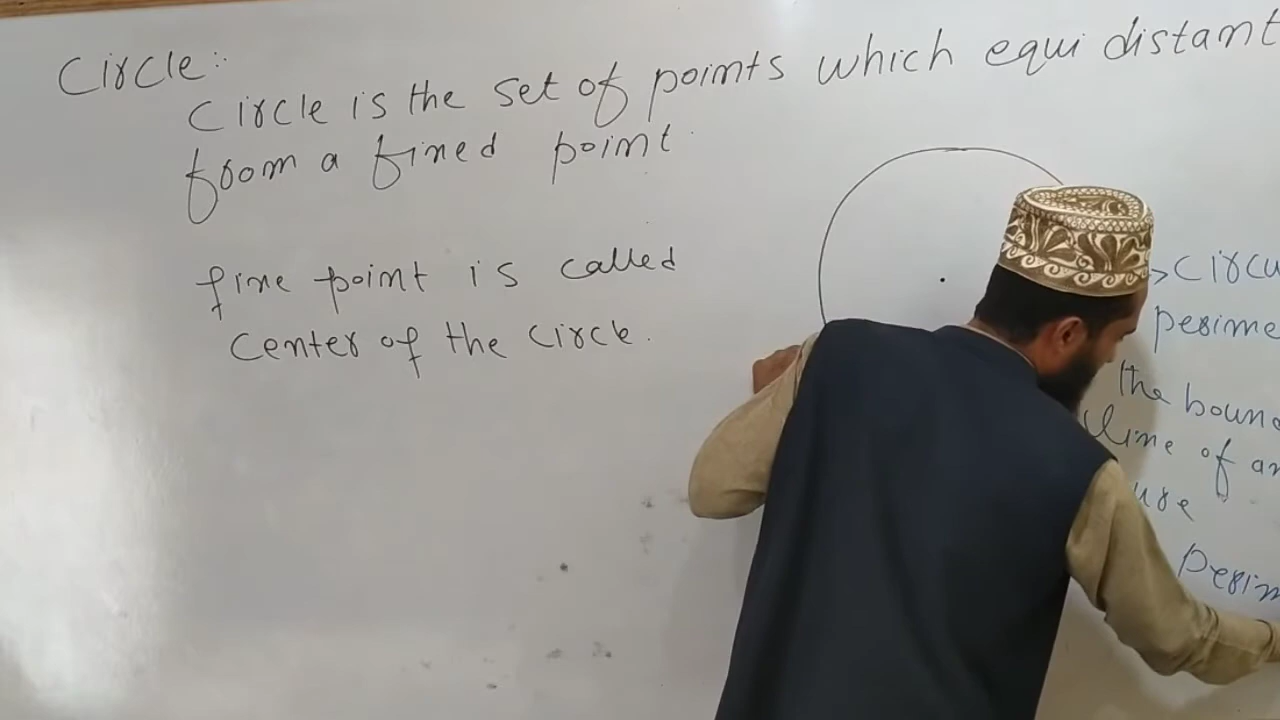 Circle:
Circle is the set of points which equi distant
from a fixed point.
fixe point is called
Center of the circle.
→ Circu
perime
the bound
line of an
ure
Perim